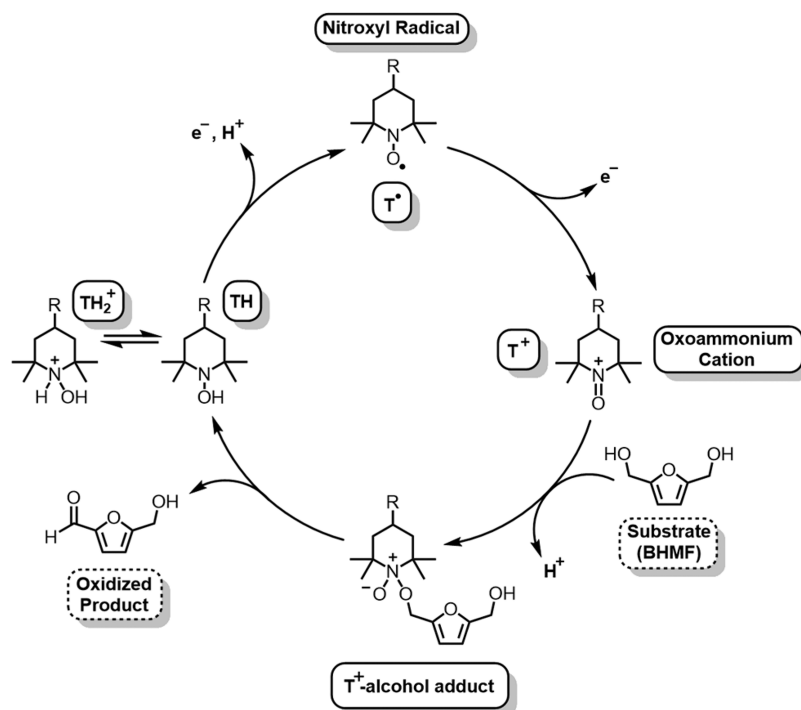 Nitroxyl Radical
R
N
O•
T•
e⁻, H⁺
e⁻
TH₂⁺
R
+
N
H
OH
TH
R
N
OH
T⁺
R
N
+
O
Oxoammonium
Cation
HO
O
OH
Substrate
(BHMF)
H⁺
O
H
O
OH
Oxidized
Product
R
+
N
⁻O
O
O
OH
T⁺-alcohol adduct